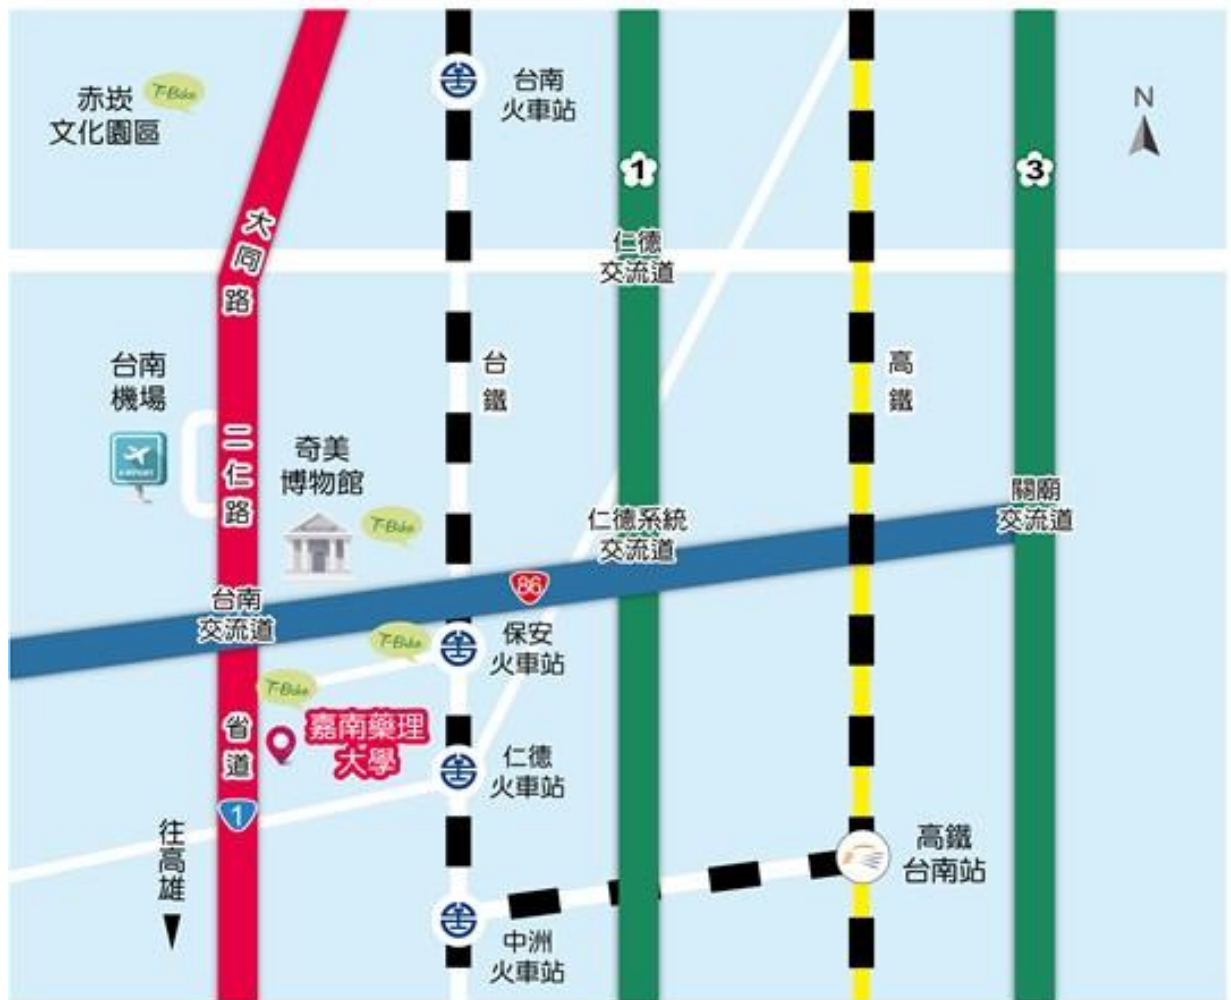 赤崁
文化園區
T-Bike
台南
火車站
N
1
3
大同路
仁德
交流道
台鐵
高鐵
台南
機場
AIRPORT
二仁路
奇美
博物館
T-Bike
仁德系統
交流道
關廟
交流道
86
台南
交流道
T-Bike
保安
火車站
T-Bike
省道
1
嘉南藥理
大學
仁德
火車站
往高雄
高鐵
台南站
中洲
火車站